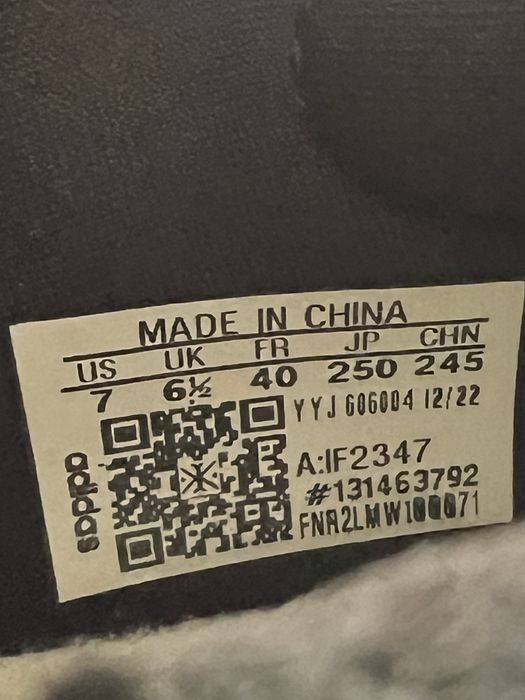 MADE IN CHINA
US UK FR JP CHN
7 6½ 40 250 245
YYJ 606004 12/22
A:IF2347
#131463792
FNR2LMW100071
adidas